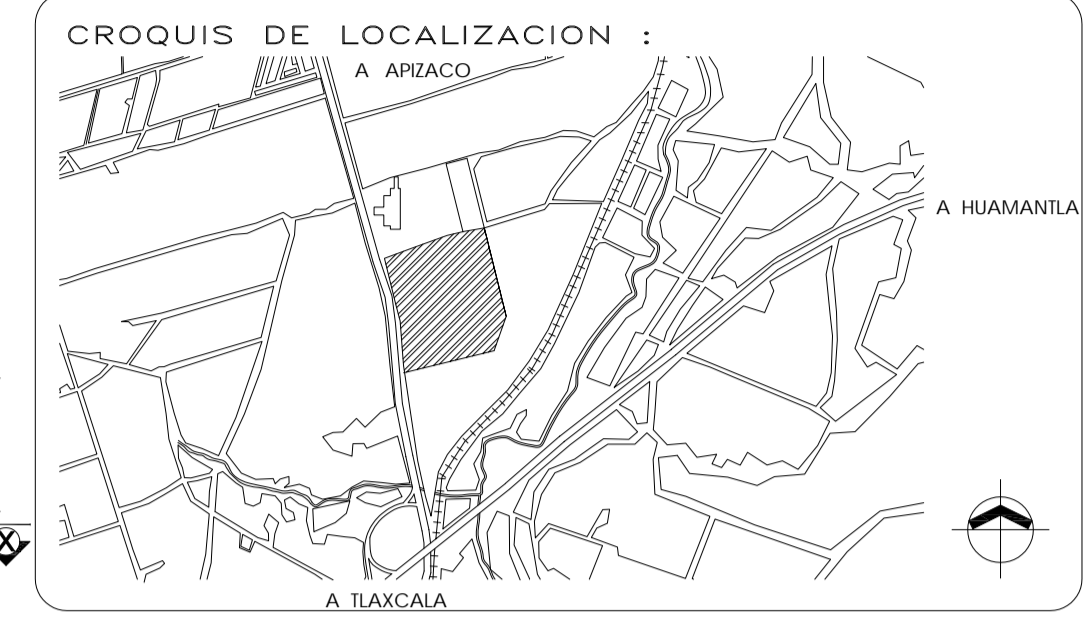 CROQUIS DE LOCALIZACION :
A APIZACO
A HUAMANTLA
X
A TLAXCALA